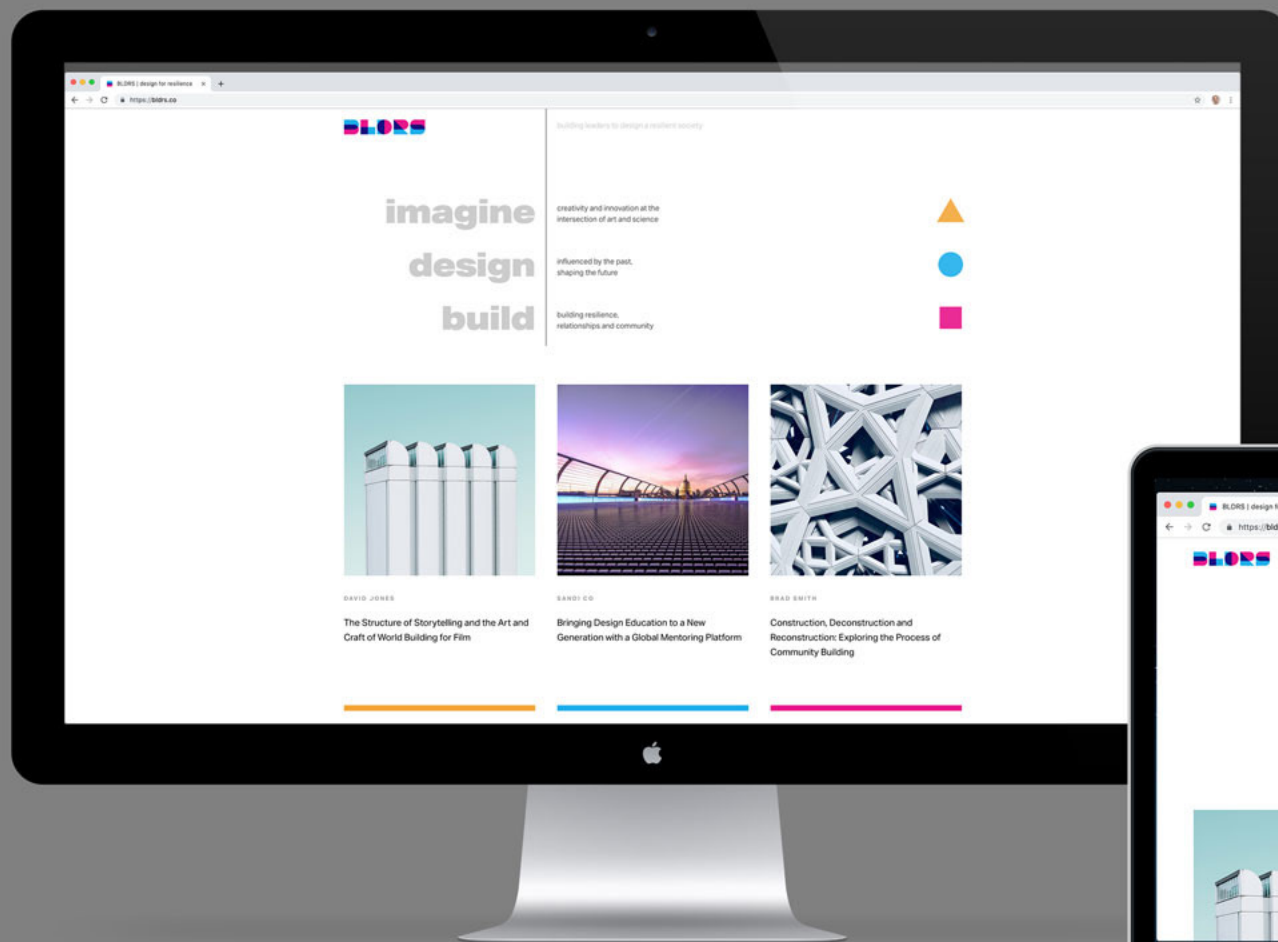 BLDRS | design for resilience
https://bldrs.co
BLDRS
building leaders to design a resilient society
imagine
creativity and innovation at the
intersection of art and science
design
influenced by the past,
shaping the future
build
building resilience,
relationships and community
DAVID JONES
The Structure of Storytelling and the Art and
Craft of World Building for Film
SANDI CO
Bringing Design Education to a New
Generation with a Global Mentoring Platform
BRAD SMITH
Construction, Deconstruction and
Reconstruction: Exploring the Process of
Community Building
BLDRS | design f
https://bld
BLDRS